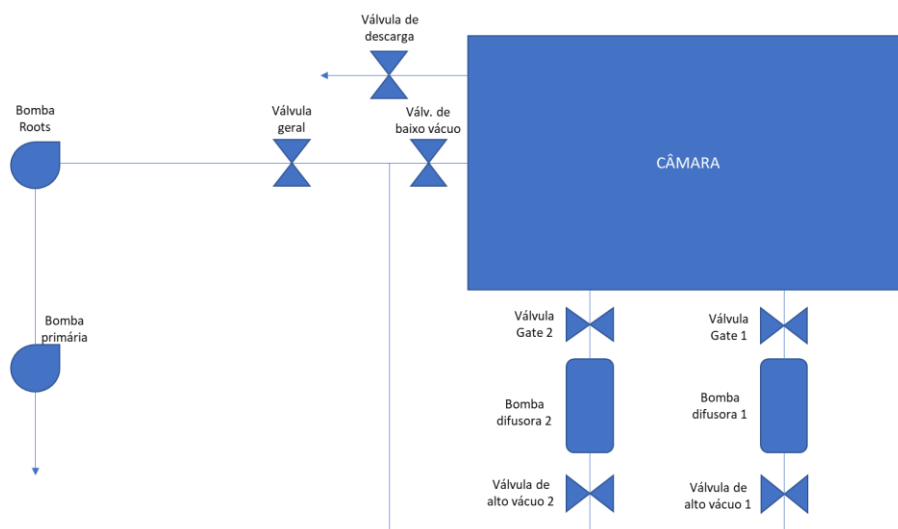 Válvula de
descarga
Bomba
Roots
Válvula
geral
Válv. de
baixo vácuo
CÂMARA
Bomba
primária
Válvula
Gate 2
Válvula
Gate 1
Bomba
difusora 2
Bomba
difusora 1
Válvula de
alto vácuo 2
Válvula de
alto vácuo 1